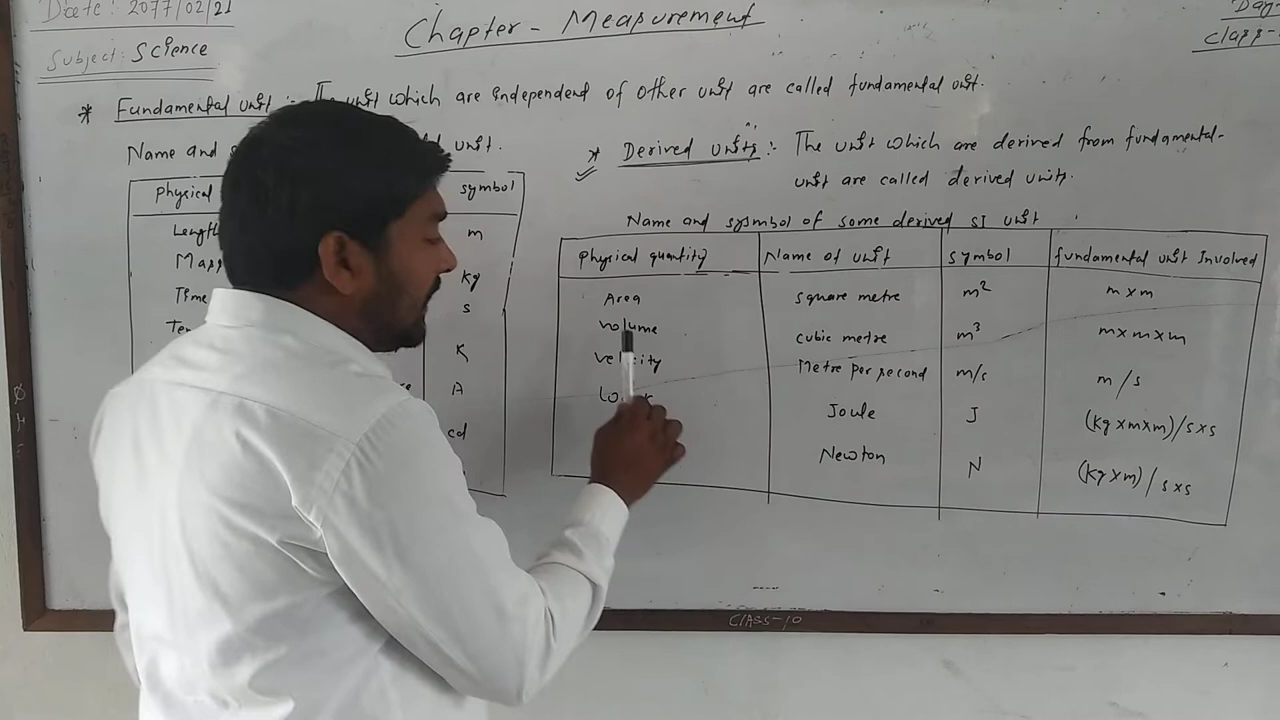 Date: 2077/02/21
Subject: Science
Chapter - Measurement
Day-
Class-
* Fundamental unit :- The unit which are independent of other unit are called fundamental unit.
Name and unit.
Physical symbol
Length m
Mass kg
Time s
K
A
cd
* Derived units :- The unit which are derived from fundamental-
unit are called derived units.
Name and sysmbol of some derived SI unit
physical quantity Name of unit symbol fundamental unit Involved
Area square metre m² m×m
volume cubic metre m³ m×m×m
velocity Metre per second m/s m/s
Joule J (kg×m×m)/s×s
Newton N (kg×m)/s×s
CLASS-10